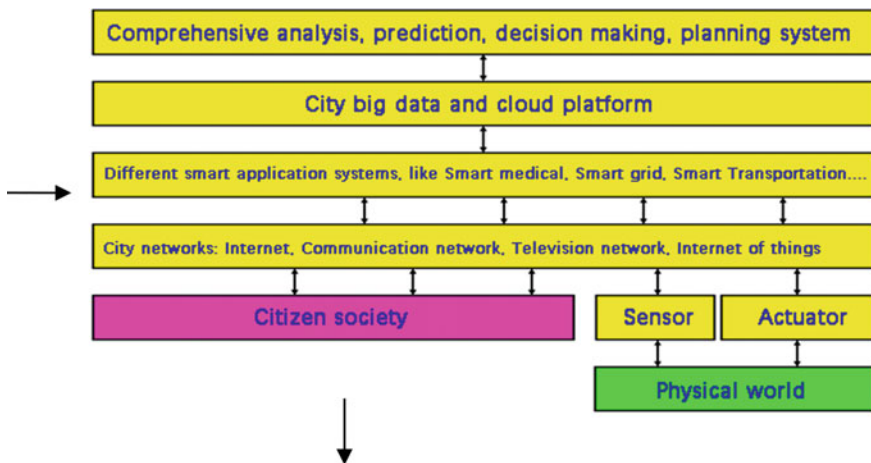 Comprehensive analysis, prediction, decision making, planning system
City big data and cloud platform
Different smart application systems, like Smart medical, Smart grid, Smart Transportation....
City networks: Internet, Communication network, Television network, Internet of things
Citizen society
Sensor
Actuator
Physical world